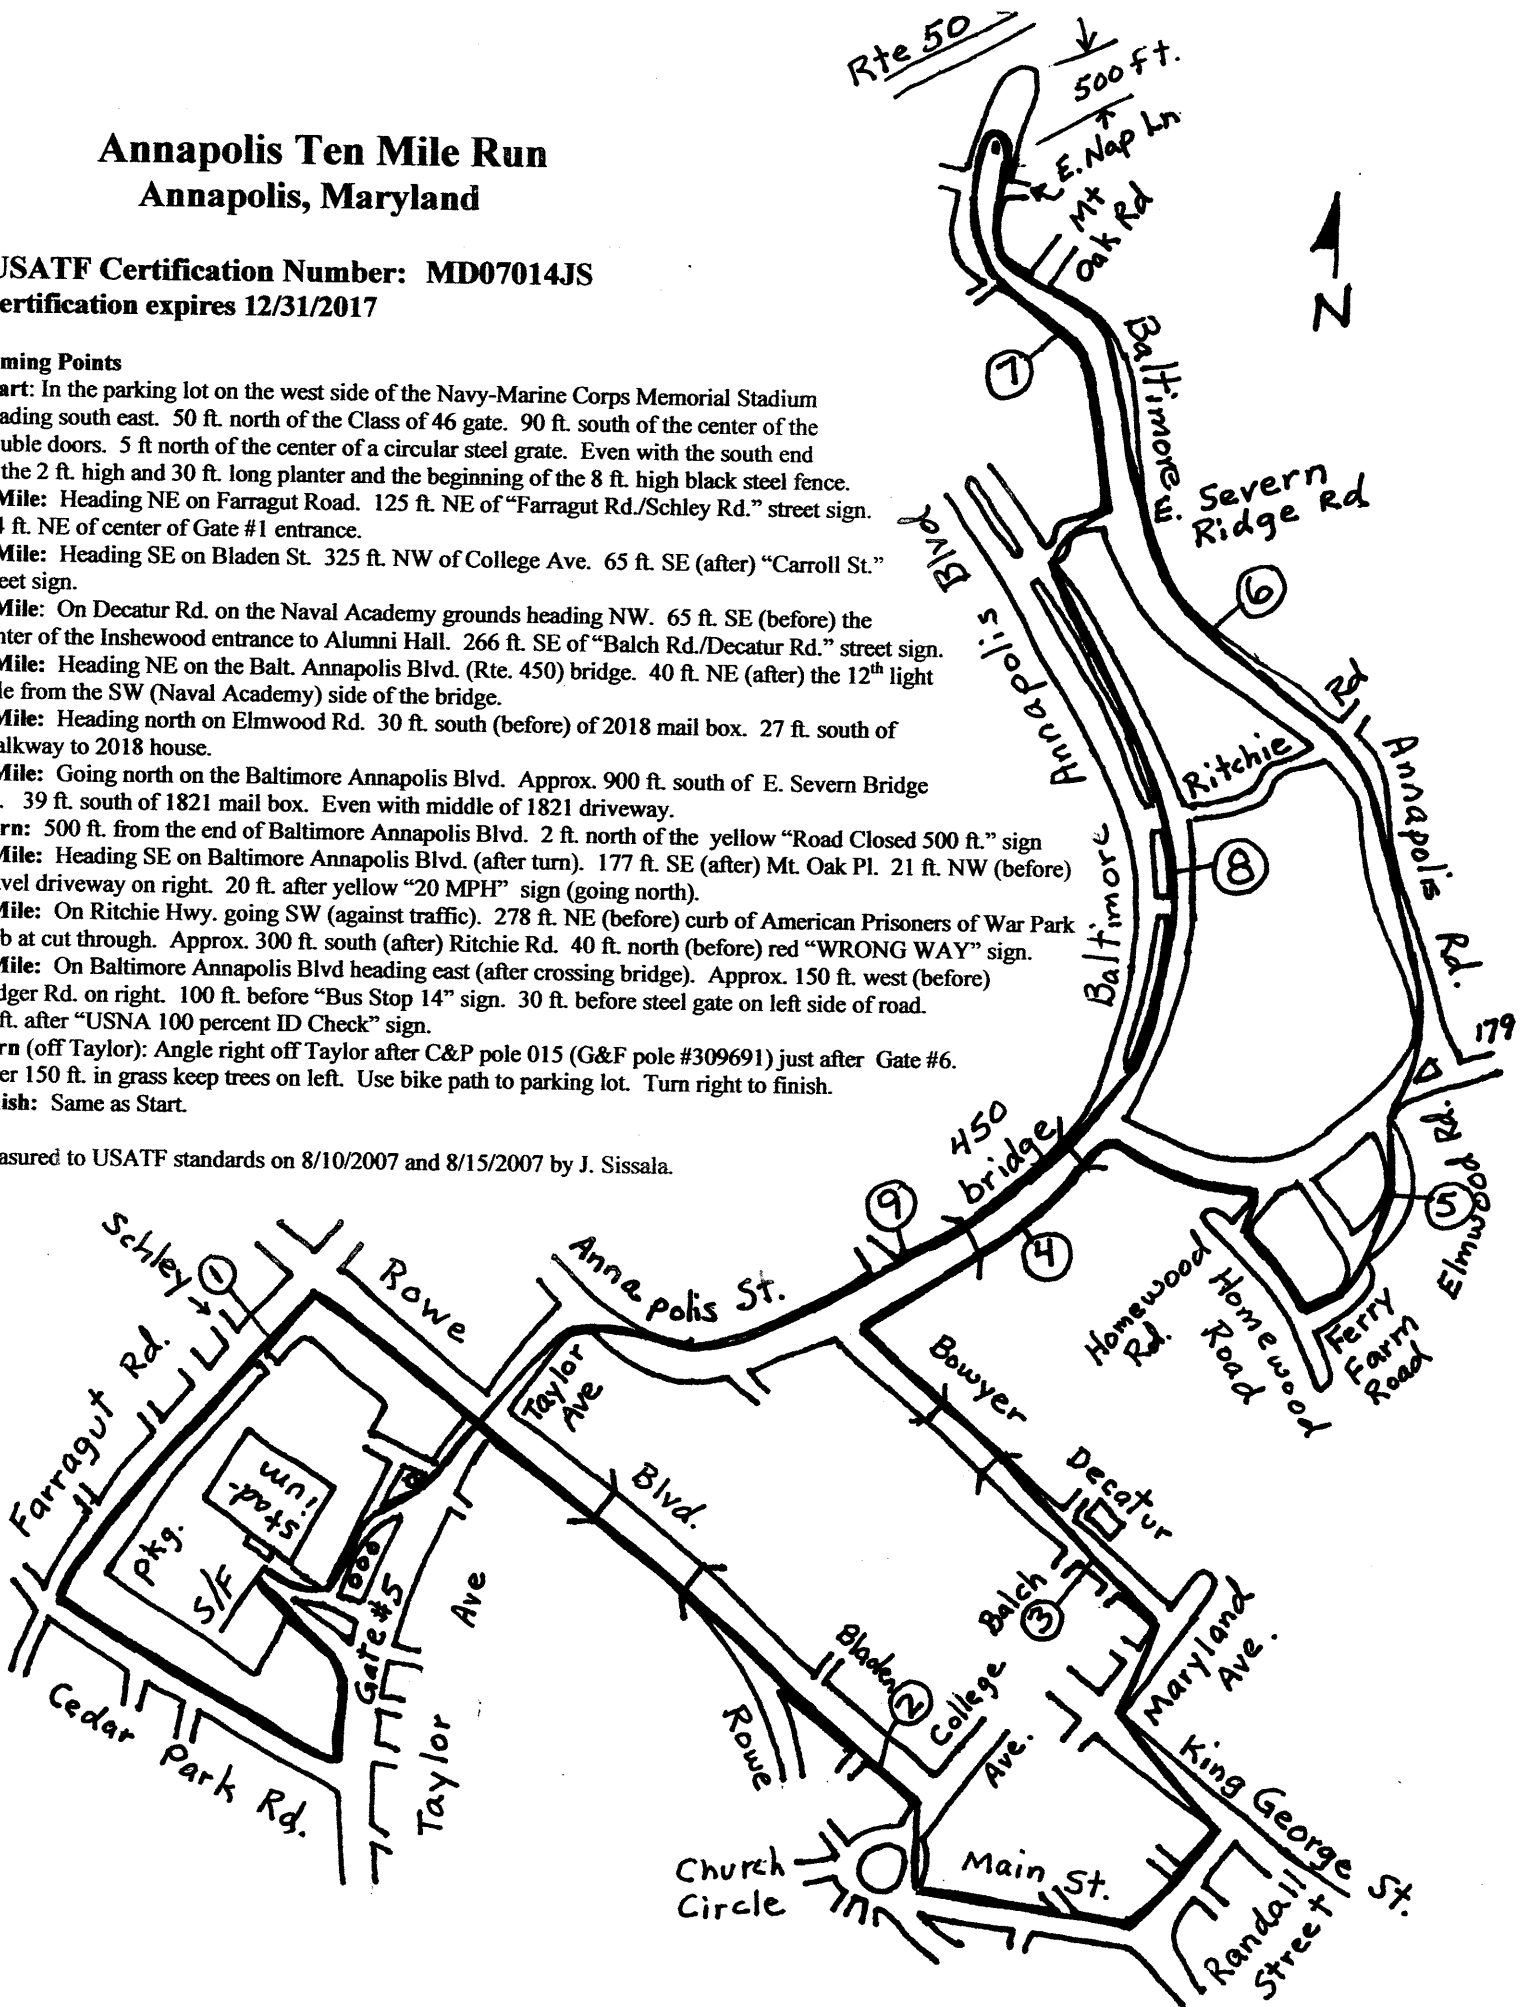 Annapolis Ten Mile Run
Annapolis, Maryland
USATF Certification Number: MD07014JS
ertification expires 12/31/2017
ming Points
art: In the parking lot on the west side of the Navy-Marine Corps Memorial Stadium
ading south east. 50 ft. north of the Class of 46 gate. 90 ft. south of the center of the
uble doors. 5 ft north of the center of a circular steel grate. Even with the south end
the 2 ft. high and 30 ft. long planter and the beginning of the 8 ft. high black steel fence.
Mile: Heading NE on Farragut Road. 125 ft. NE of "Farragut Rd./Schley Rd." street sign.
4 ft. NE of center of Gate #1 entrance.
Mile: Heading SE on Bladen St. 325 ft. NW of College Ave. 65 ft. SE (after) "Carroll St."
eet sign.
Mile: On Decatur Rd. on the Naval Academy grounds heading NW. 65 ft. SE (before) the
nter of the Inshewood entrance to Alumni Hall. 266 ft. SE of "Balch Rd./Decatur Rd." street sign.
Mile: Heading NE on the Balt. Annapolis Blvd. (Rte. 450) bridge. 40 ft. NE (after) the 12th light
le from the SW (Naval Academy) side of the bridge.
Mile: Heading north on Elmwood Rd. 30 ft. south (before) of 2018 mail box. 27 ft. south of
alkway to 2018 house.
Mile: Going north on the Baltimore Annapolis Blvd. Approx. 900 ft. south of E. Severn Bridge
. 39 ft. south of 1821 mail box. Even with middle of 1821 driveway.
rn: 500 ft. from the end of Baltimore Annapolis Blvd. 2 ft. north of the yellow "Road Closed 500 ft." sign
Mile: Heading SE on Baltimore Annapolis Blvd. (after turn). 177 ft. SE (after) Mt. Oak Pl. 21 ft. NW (before)
vel driveway on right. 20 ft. after yellow "20 MPH" sign (going north).
Mile: On Ritchie Hwy. going SW (against traffic). 278 ft. NE (before) curb of American Prisoners of War Park
b at cut through. Approx. 300 ft. south (after) Ritchie Rd. 40 ft. north (before) red "WRONG WAY" sign.
Mile: On Baltimore Annapolis Blvd heading east (after crossing bridge). Approx. 150 ft. west (before)
dger Rd. on right. 100 ft. before "Bus Stop 14" sign. 30 ft. before steel gate on left side of road.
ft. after "USNA 100 percent ID Check" sign.
rn (off Taylor): Angle right off Taylor after C&P pole 015 (G&F pole #309691) just after Gate #6.
er 150 ft. in grass keep trees on left. Use bike path to parking lot. Turn right to finish.
ish: Same as Start.
asured to USATF standards on 8/10/2007 and 8/15/2007 by J. Sissala.
Rte 50
500 ft.
E. Nap Ln
Mt
Oak Rd
N
7
Baltimore
Severn
Ridge Rd
6
Rd
Annapolis Blvd
Ritchie
Annapolis
Rd.
8
Baltimore
179
Elmwood Rd.
5
450
bridge
9
4
Homewood
Rd.
Homewood
Road
Ferry
Farm
Road
Schley
1
Rowe
Annapolis St.
Taylor
Ave
Bowyer
Farragut Rd.
Stad-
ium
pkg.
S/F
Gate #5
Blvd.
Decatur
Balch
3
Ave
Taylor
Cedar
Park Rd.
Bladen
2
College
Ave.
Rowe
Maryland
Ave.
King George St.
Church
Circle
Main St.
Randall
Street